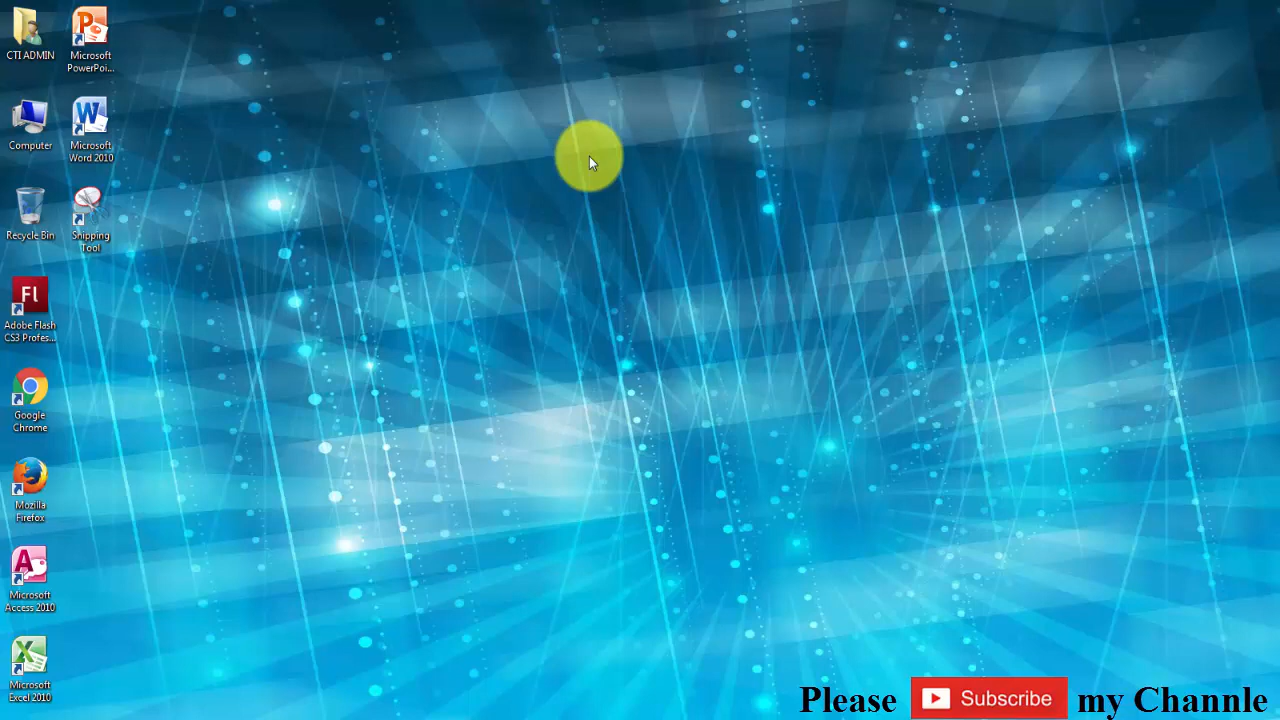 CTI ADMIN
Microsoft
PowerPoi...
Computer
Microsoft
Word 2010
Recycle Bin
Snipping
Tool
Fl
Adobe Flash
CS3 Profes...
Google
Chrome
Mozilla
Firefox
Microsoft
Access 2010
Microsoft
Excel 2010
Please Subscribe my Channle